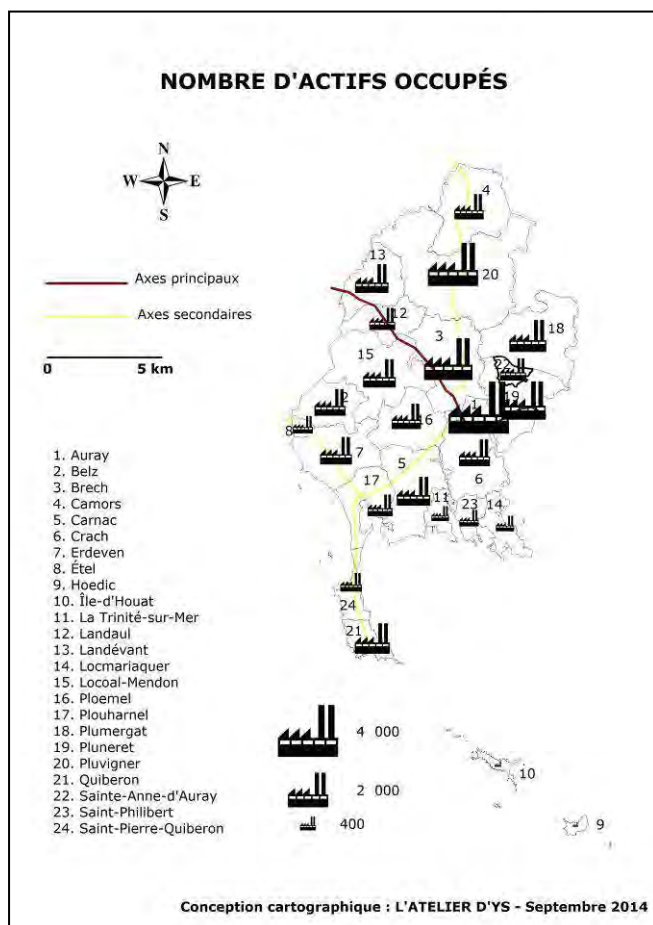 NOMBRE D'ACTIFS OCCUPÉS
N
W E
S
4
13
20
Axes principaux
12
Axes secondaires
3
18
0 5 km
15
22
2
19
1
16
8
7
5
6
17
11
23
14
1. Auray
2. Belz
3. Brech
4. Camors
5. Carnac
6. Crach
7. Erdeven
8. Étel
9. Hoedic
10. Île-d'Houat
11. La Trinité-sur-Mer
12. Landaul
13. Landévant
14. Locmariaquer
15. Locoal-Mendon
16. Ploemel
17. Plouharnel
18. Plumergat
19. Pluneret
20. Pluvigner
21. Quiberon
22. Sainte-Anne-d'Auray
23. Saint-Philibert
24. Saint-Pierre-Quiberon
24
21
4 000
2 000
400
10
9
Conception cartographique : L'ATELIER D'YS - Septembre 2014